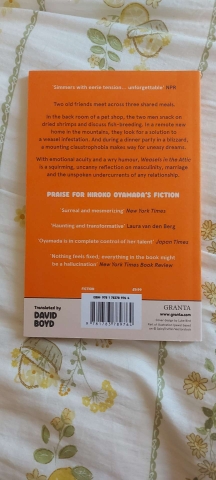 'Simmers with eerie tension... unforgettable' NPR
Two old friends meet across three shared meals.
In the back room of a pet shop, the two men snack on
dried shrimps and discuss fish-breeding. In a remote new
home in the mountains, they look for a solution to
a weasel infestation. And during a dinner party in a blizzard,
a mounting claustrophobia makes way for uneasy dreams.
With emotional acuity and a wry humour, Weasels in the Attic
is a squirming, uncanny reflection on masculinity, marriage
and the unspoken undercurrents of any relationship.
PRAISE FOR HIROKO OYAMADA'S FICTION
'Surreal and mesmerizing' New York Times
'Haunting and transformative' Laura van den Berg
'Oyamada is in complete control of her talent' Japan Times
'Nothing feels fixed; everything in the book might
be a hallucination' New York Times Book Review
FICTION
Translated by
DAVID
BOYD
GRANTA
www.granta.com